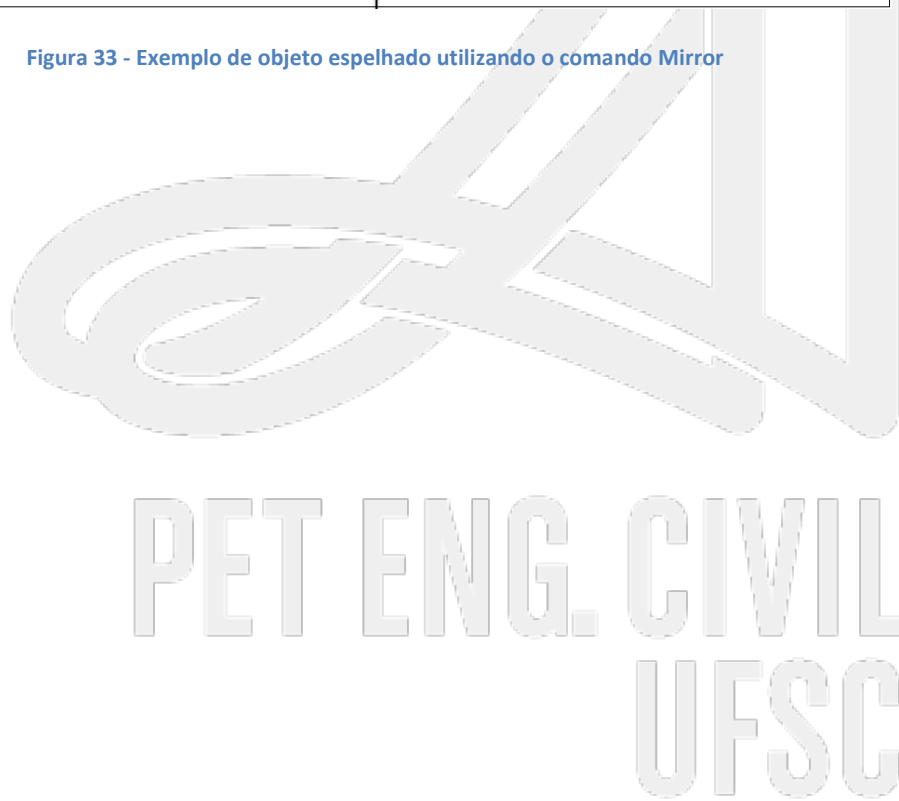 Figura 33 - Exemplo de objeto espelhado utilizando o comando Mirror
PET ENG. CIVIL
UFSC